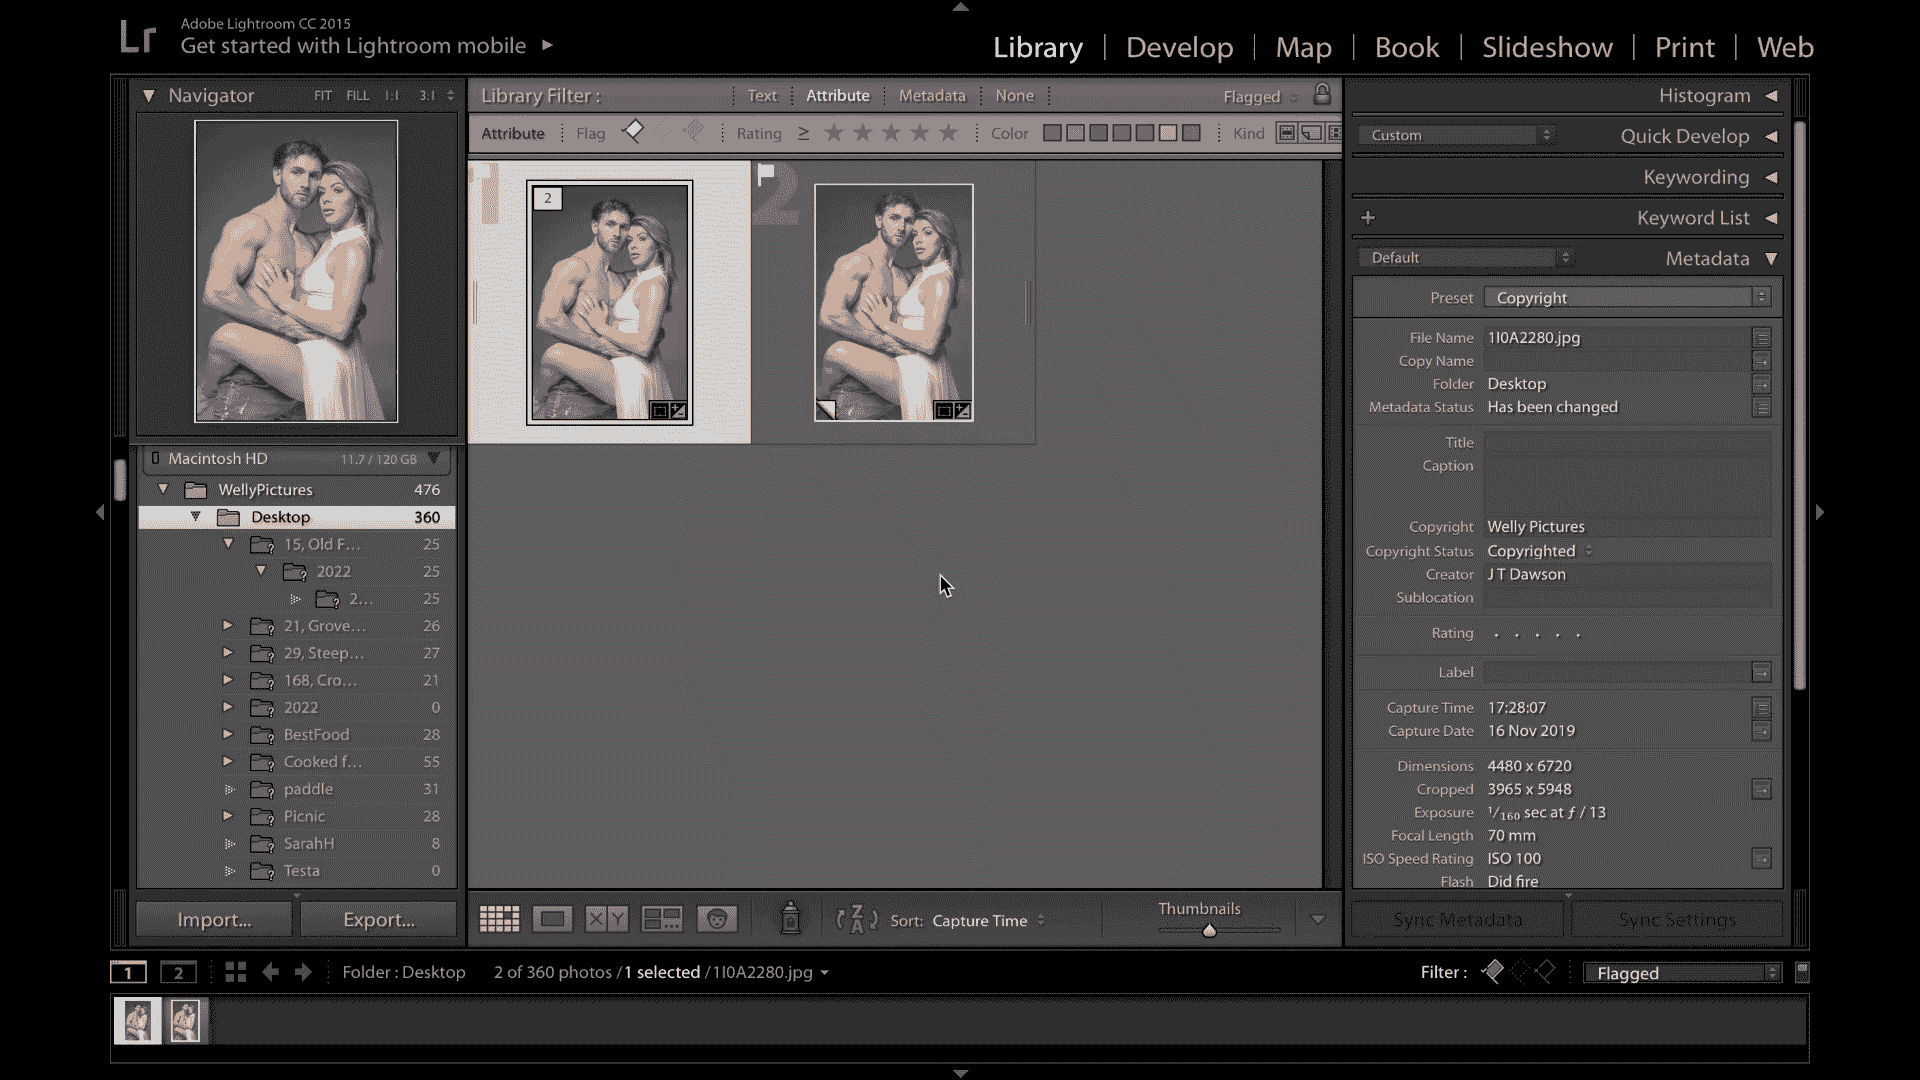 Lr
Adobe Lightroom CC 2015
Get started with Lightroom mobile
Library | Develop | Map | Book | Slideshow | Print | Web
Navigator FIT FILL 1:1 3:1
Library Filter : Text Attribute Metadata None Flagged
Attribute Flag Rating ≥ Color Kind
1 2
2
Macintosh HD 11.7 / 120 GB
WellyPictures 476
Desktop 360
15, Old F... 25
2022 25
2... 25
21, Grove... 26
29, Steep... 27
168, Cro... 21
2022 0
BestFood 28
Cooked f... 55
paddle 31
Picnic 28
SarahH 8
Testa 0
Import... Export...
Sort: Capture Time
Thumbnails
Histogram
Custom Quick Develop
Keywording
+ Keyword List
Default Metadata
Preset Copyright
File Name 1I0A2280.jpg
Copy Name
Folder Desktop
Metadata Status Has been changed
Title
Caption
Copyright Welly Pictures
Copyright Status Copyrighted
Creator J T Dawson
Sublocation
Rating . . . . .
Label
Capture Time 17:28:07
Capture Date 16 Nov 2019
Dimensions 4480 x 6720
Cropped 3965 x 5948
Exposure 1/160 sec at ƒ / 13
Focal Length 70 mm
ISO Speed Rating ISO 100
Flash Did fire
Sync Metadata Sync Settings
1 2 Folder : Desktop 2 of 360 photos / 1 selected / 1I0A2280.jpg
Filter : Flagged